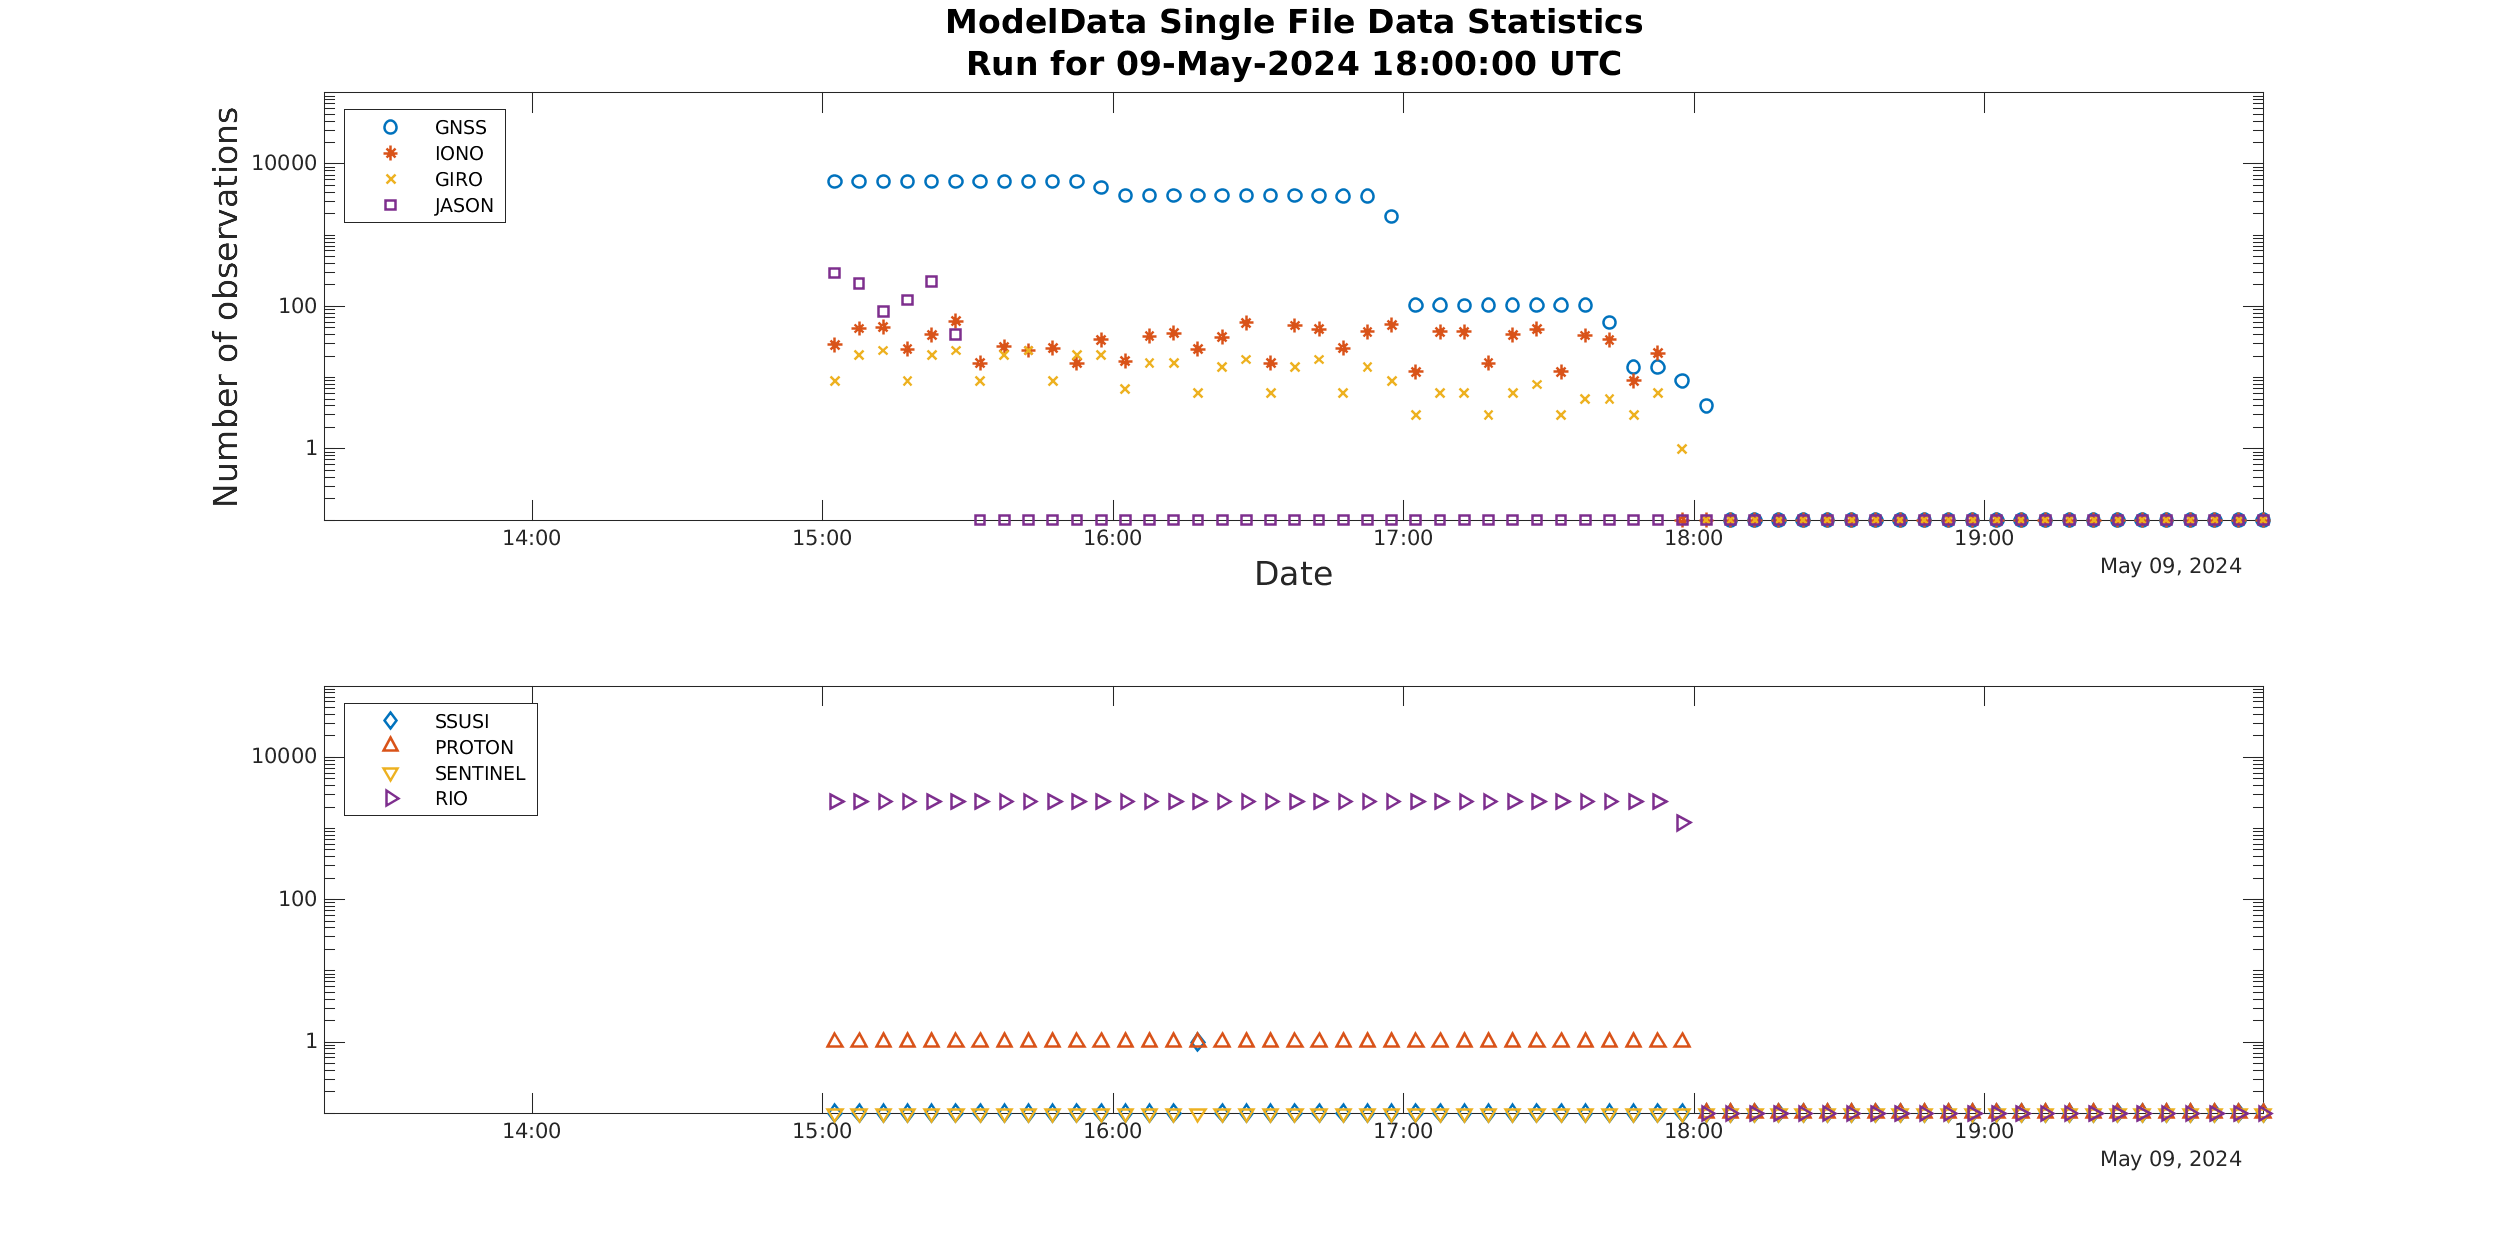 ModelData Single File Data Statistics
Run for 09-May-2024 18:00:00 UTC
Number of observations
10000
100
1
GNSS
IONO
GIRO
JASON
14:00 15:00 16:00 17:00 18:00 19:00
May 09, 2024
Date
10000
100
1
SSUSI
PROTON
SENTINEL
RIO
14:00 15:00 16:00 17:00 18:00 19:00
May 09, 2024